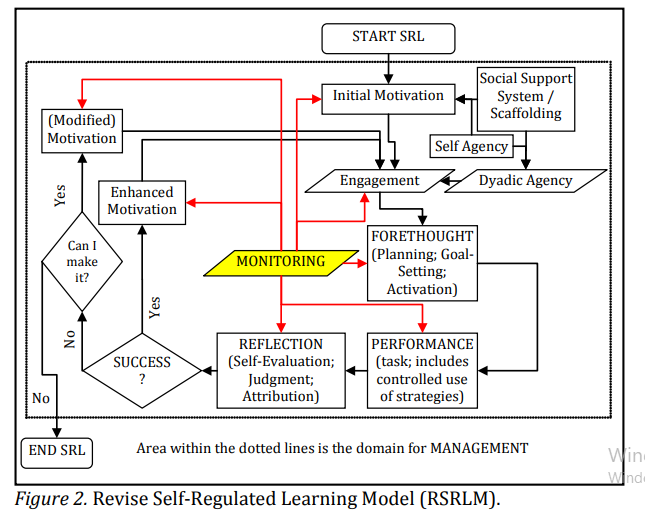 START SRL
Initial Motivation
Social Support
System /
Scaffolding
Self Agency
(Modified)
Motivation
Enhanced
Motivation
Engagement
Dyadic Agency
Yes
Can I
make
it?
MONITORING
FORETHOUGHT
(Planning; Goal-
Setting;
Activation)
Yes
No
SUCCESS
?
REFLECTION
(Self-Evaluation;
Judgment;
Attribution)
PERFORMANCE
(task; includes
controlled use
of strategies)
No
END SRL
Area within the dotted lines is the domain for MANAGEMENT
Figure 2. Revise Self-Regulated Learning Model (RSRLM).